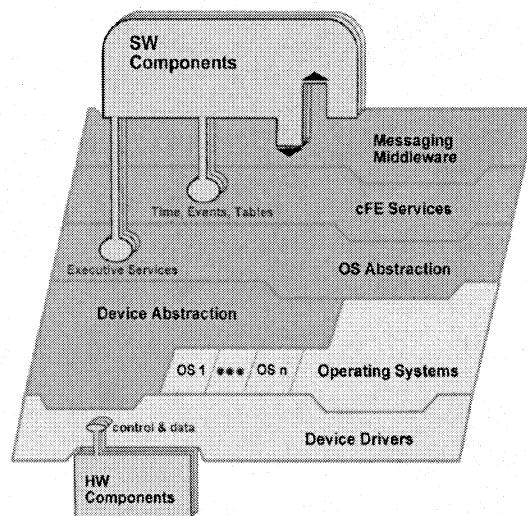 SW
Components
Messaging
Middleware
Time, Events, Tables
cFE Services
Executive Services
OS Abstraction
Device Abstraction
OS 1 ●●● OS n
Operating Systems
control & data
Device Drivers
HW
Components